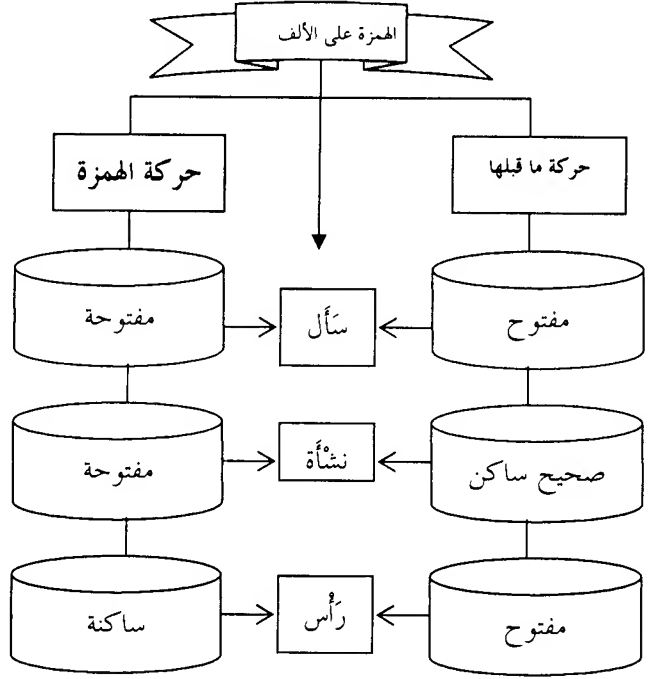 الهمزة على الألف
حركة ما قبلها
حركة الهمزة
مفتوح
سَأَل
مفتوحة
صحيح ساكن
نشْأَة
مفتوحة
مفتوح
رَأْس
ساكنة